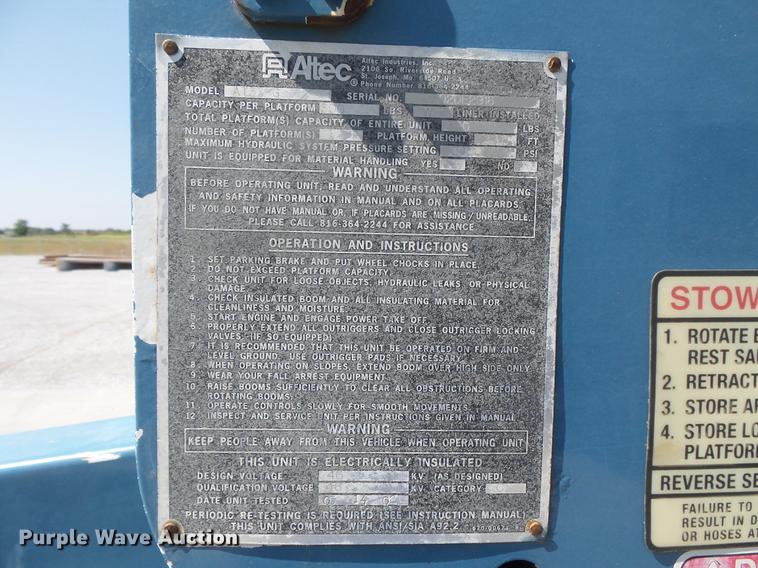 Altec
Altec Industries, Inc.
2106 So. Riverside Road
St. Joseph, Mo. 64507 U.S.A.
Phone Number 816-364-2244
MODEL SERIAL NO.
CAPACITY PER PLATFORM LBS. LINER INSTALLED
TOTAL PLATFORM(S) CAPACITY OF ENTIRE UNIT LBS
NUMBER OF PLATFORM(S) PLATFORM HEIGHT FT
MAXIMUM HYDRAULIC SYSTEM PRESSURE SETTING PSI
UNIT IS EQUIPPED FOR MATERIAL HANDLING YES NO
WARNING
BEFORE OPERATING UNIT, READ AND UNDERSTAND ALL OPERATING
AND SAFETY INFORMATION IN MANUAL AND ON ALL PLACARDS.
IF YOU DO NOT HAVE MANUAL OR, IF PLACARDS ARE MISSING/UNREADABLE,
PLEASE CALL 816-364-2244 FOR ASSISTANCE
OPERATION AND INSTRUCTIONS
1. SET PARKING BRAKE AND PUT WHEEL CHOCKS IN PLACE.
2. DO NOT EXCEED PLATFORM CAPACITY.
3. CHECK UNIT FOR LOOSE OBJECTS, HYDRAULIC LEAKS, OR PHYSICAL
DAMAGE.
4. CHECK INSULATED BOOM AND ALL INSULATING MATERIAL FOR
CLEANLINESS AND MOISTURE.
5. START ENGINE AND ENGAGE POWER TAKE OFF.
6. PROPERLY EXTEND ALL OUTRIGGERS AND CLOSE OUTRIGGER LOCKING
VALVES. (IF SO EQUIPPED)
7. IT IS RECOMMENDED THAT THIS UNIT BE OPERATED ON FIRM AND
LEVEL GROUND. USE OUTRIGGER PADS IF NECESSARY.
8. WHEN OPERATING ON SLOPES, EXTEND BOOM OVER HIGH SIDE ONLY
9. WEAR YOUR FALL ARREST EQUIPMENT.
10. RAISE BOOMS SUFFICIENTLY TO CLEAR ALL OBSTRUCTIONS BEFORE
ROTATING BOOMS.
11. OPERATE CONTROLS SLOWLY FOR SMOOTH MOVEMENTS.
12. INSPECT AND SERVICE UNIT PER INSTRUCTIONS GIVEN IN MANUAL.
WARNING
KEEP PEOPLE AWAY FROM THIS VEHICLE WHEN OPERATING UNIT
THIS UNIT IS ELECTRICALLY INSULATED
DESIGN VOLTAGE 46 KV (AS DESIGNED)
QUALIFICATION VOLTAGE KV. CATEGORY
DATE UNIT TESTED
PERIODIC RE-TESTING IS REQUIRED (SEE INSTRUCTION MANUAL)
THIS UNIT COMPLIES WITH ANSI/SIA A92.2
STOW
1. ROTATE
REST SA
2. RETRACT
3. STORE
4. STORE LO
PLATFOR
REVERSE SE
FAILURE TO
RESULT IN D
OR HOSES AT
Purple Wave Auction